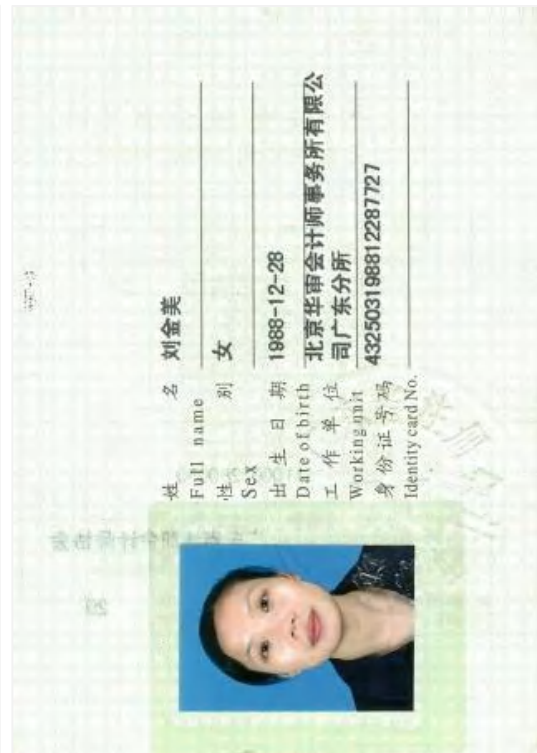 姓名 刘金美
Full name
性别 女
Sex
出生日期 1988-12-28
Date of birth
工作单位 北京华审会计师事务所有限公
司广东分所
Working unit
身份证号码 432503198812287727
Identity card No.